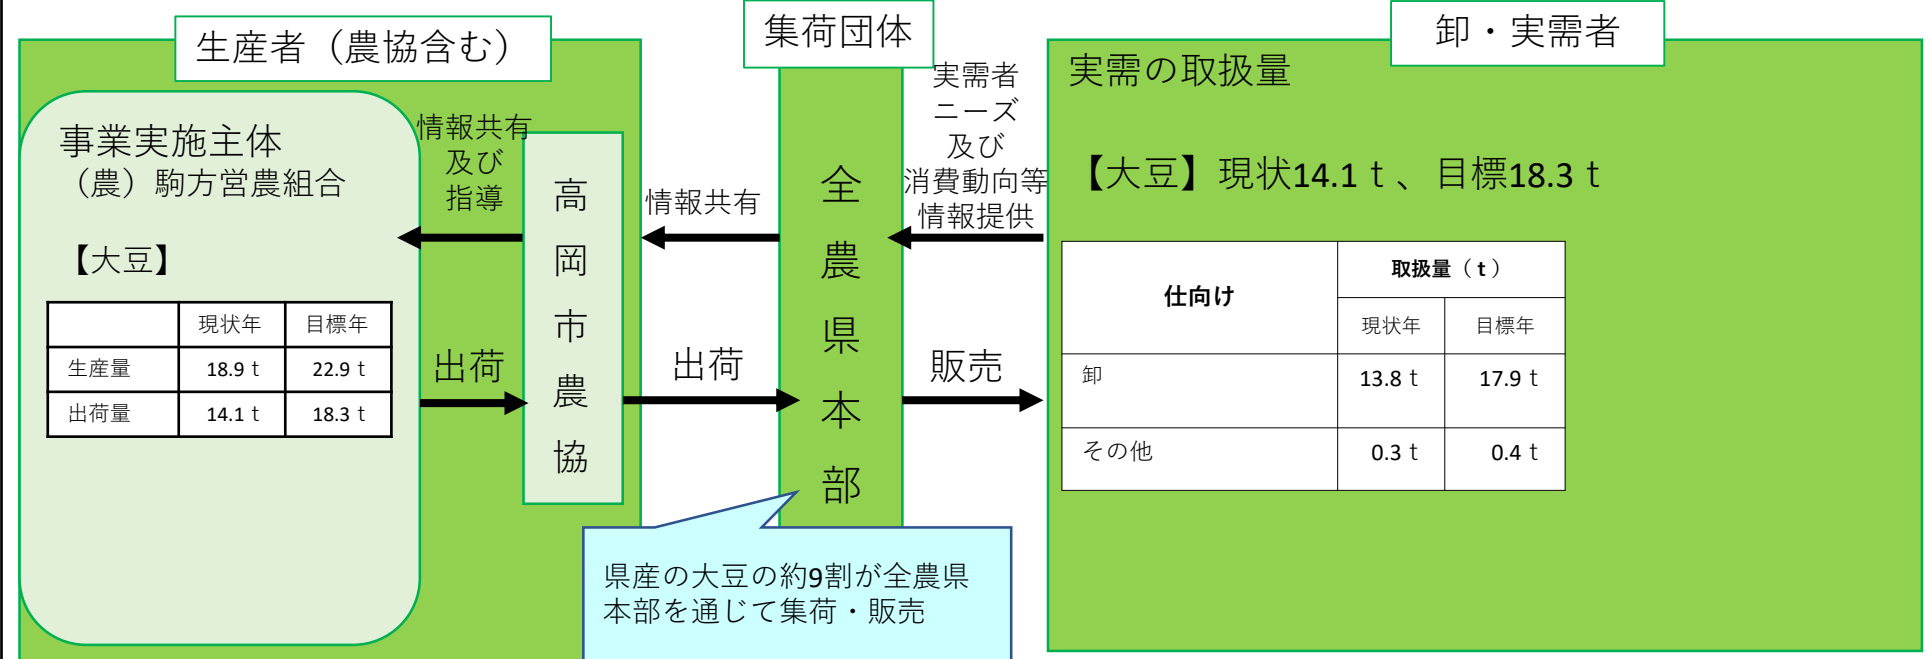 生産者（農協含む）
集荷団体
卸・実需者
事業実施主体
（農）駒方営農組合
【大豆】
現状年 目標年
生産量 18.9ｔ 22.9ｔ
出荷量 14.1ｔ 18.3ｔ
情報共有
及び
指導
出荷
高岡市農協
情報共有
出荷
全農県本部
県産の大豆の約9割が全農県
本部を通じて集荷・販売
実需者
ニーズ
及び
消費動向等
情報提供
販売
実需の取扱量
【大豆】現状14.1ｔ、目標18.3ｔ
仕向け 取扱量（ｔ）
現状年 目標年
卸 13.8ｔ 17.9ｔ
その他 0.3ｔ 0.4ｔ